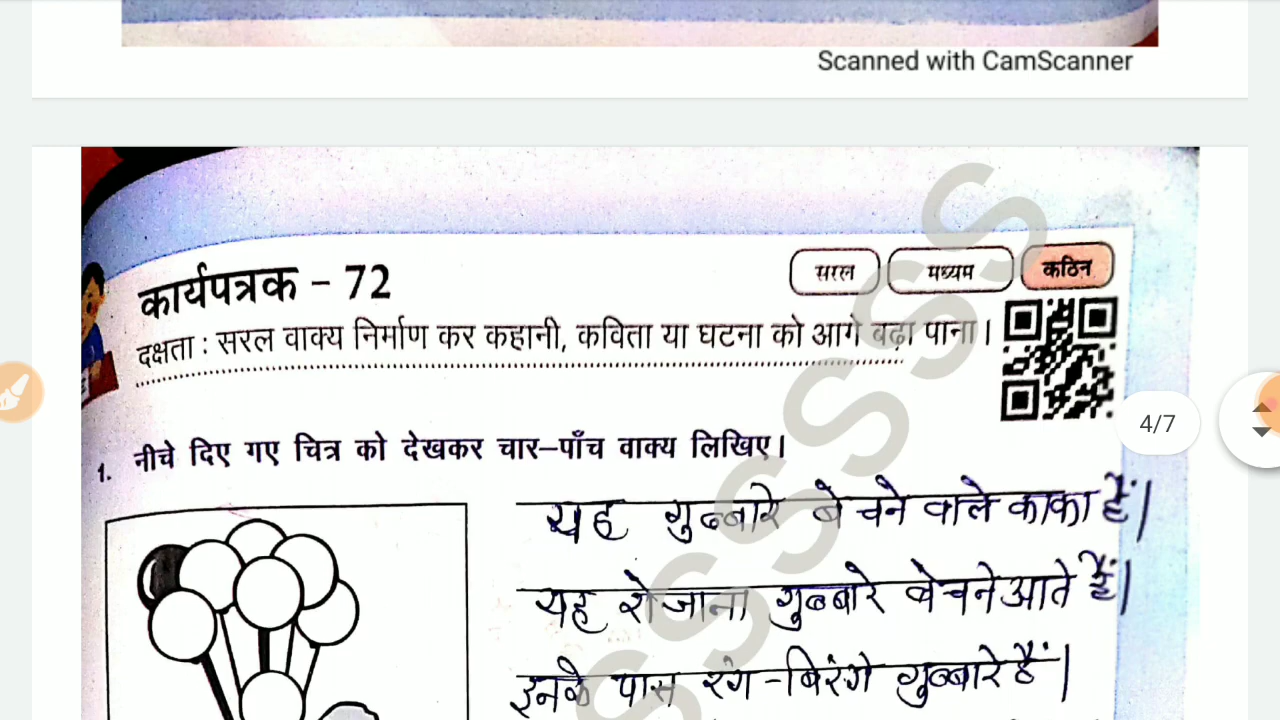 Scanned with CamScanner
कार्यपत्रक - 72
सरल मध्यम कठिन
दक्षता : सरल वाक्य निर्माण कर कहानी, कविता या घटना को आगे बढ़ा पाना।
4/7
1. नीचे दिए गए चित्र को देखकर चार-पाँच वाक्य लिखिए।
यह गुब्बारे बेचने वाले काका हैं।
यह रोजाना गुब्बारे बेचने आते हैं।
इनके पास रंग-बिरंगे गुब्बारे हैं।
SSSSSS